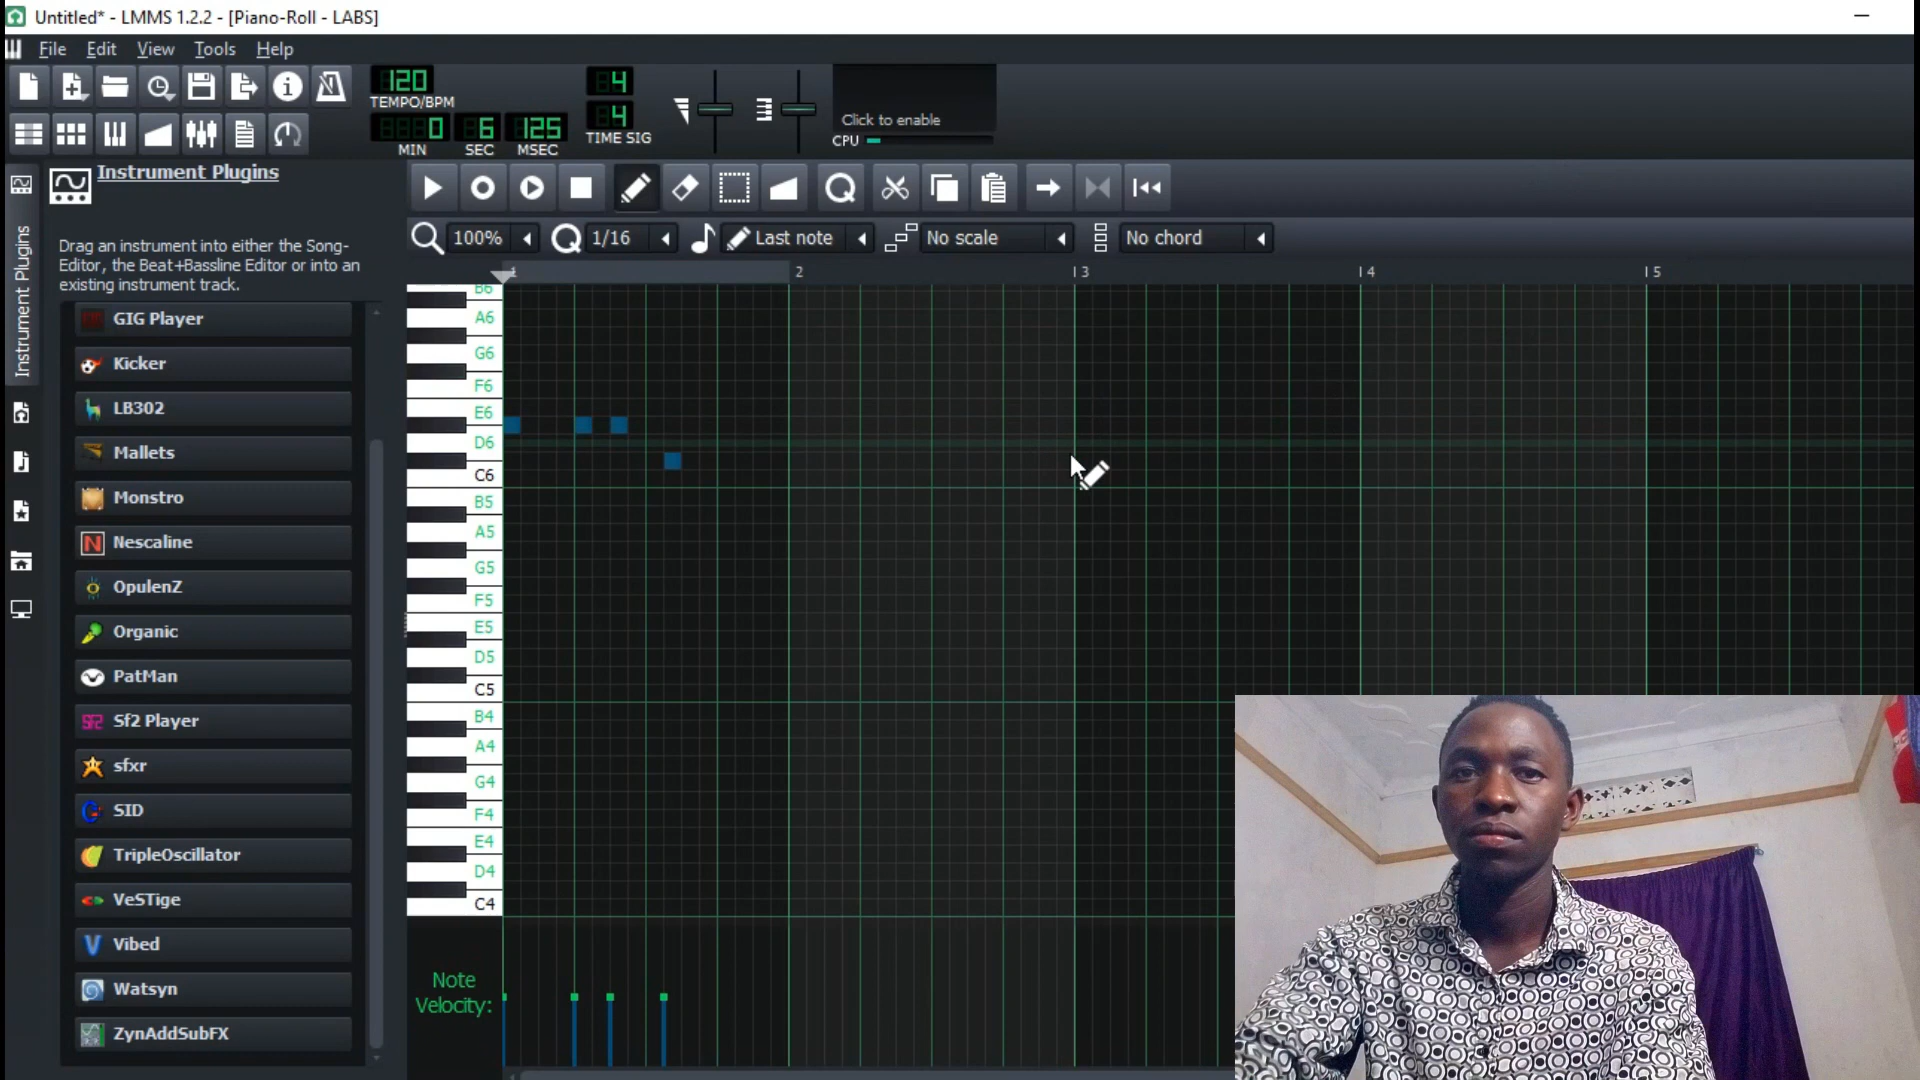 Untitled* - LMMS 1.2.2 - [Piano-Roll - LABS]
File Edit View Tools Help
120
TEMPO/BPM
0 6 125
MIN SEC MSEC
4
4
TIME SIG
Click to enable
CPU
Instrument Plugins
Instrument Plugins
Drag an instrument into either the Song-
Editor, the Beat+Bassline Editor or into an
existing instrument track.
GIG Player
Kicker
LB302
Mallets
Monstro
Nescaline
OpulenZ
Organic
PatMan
Sf2 Player
sfxr
SID
TripleOscillator
VeSTige
Vibed
Watsyn
ZynAddSubFX
100% 1/16 Last note No scale No chord
1 2 3 4 5
B6
A6
G6
F6
E6
D6
C6
B5
A5
G5
F5
E5
D5
C5
B4
A4
G4
F4
E4
D4
C4
Note
Velocity: